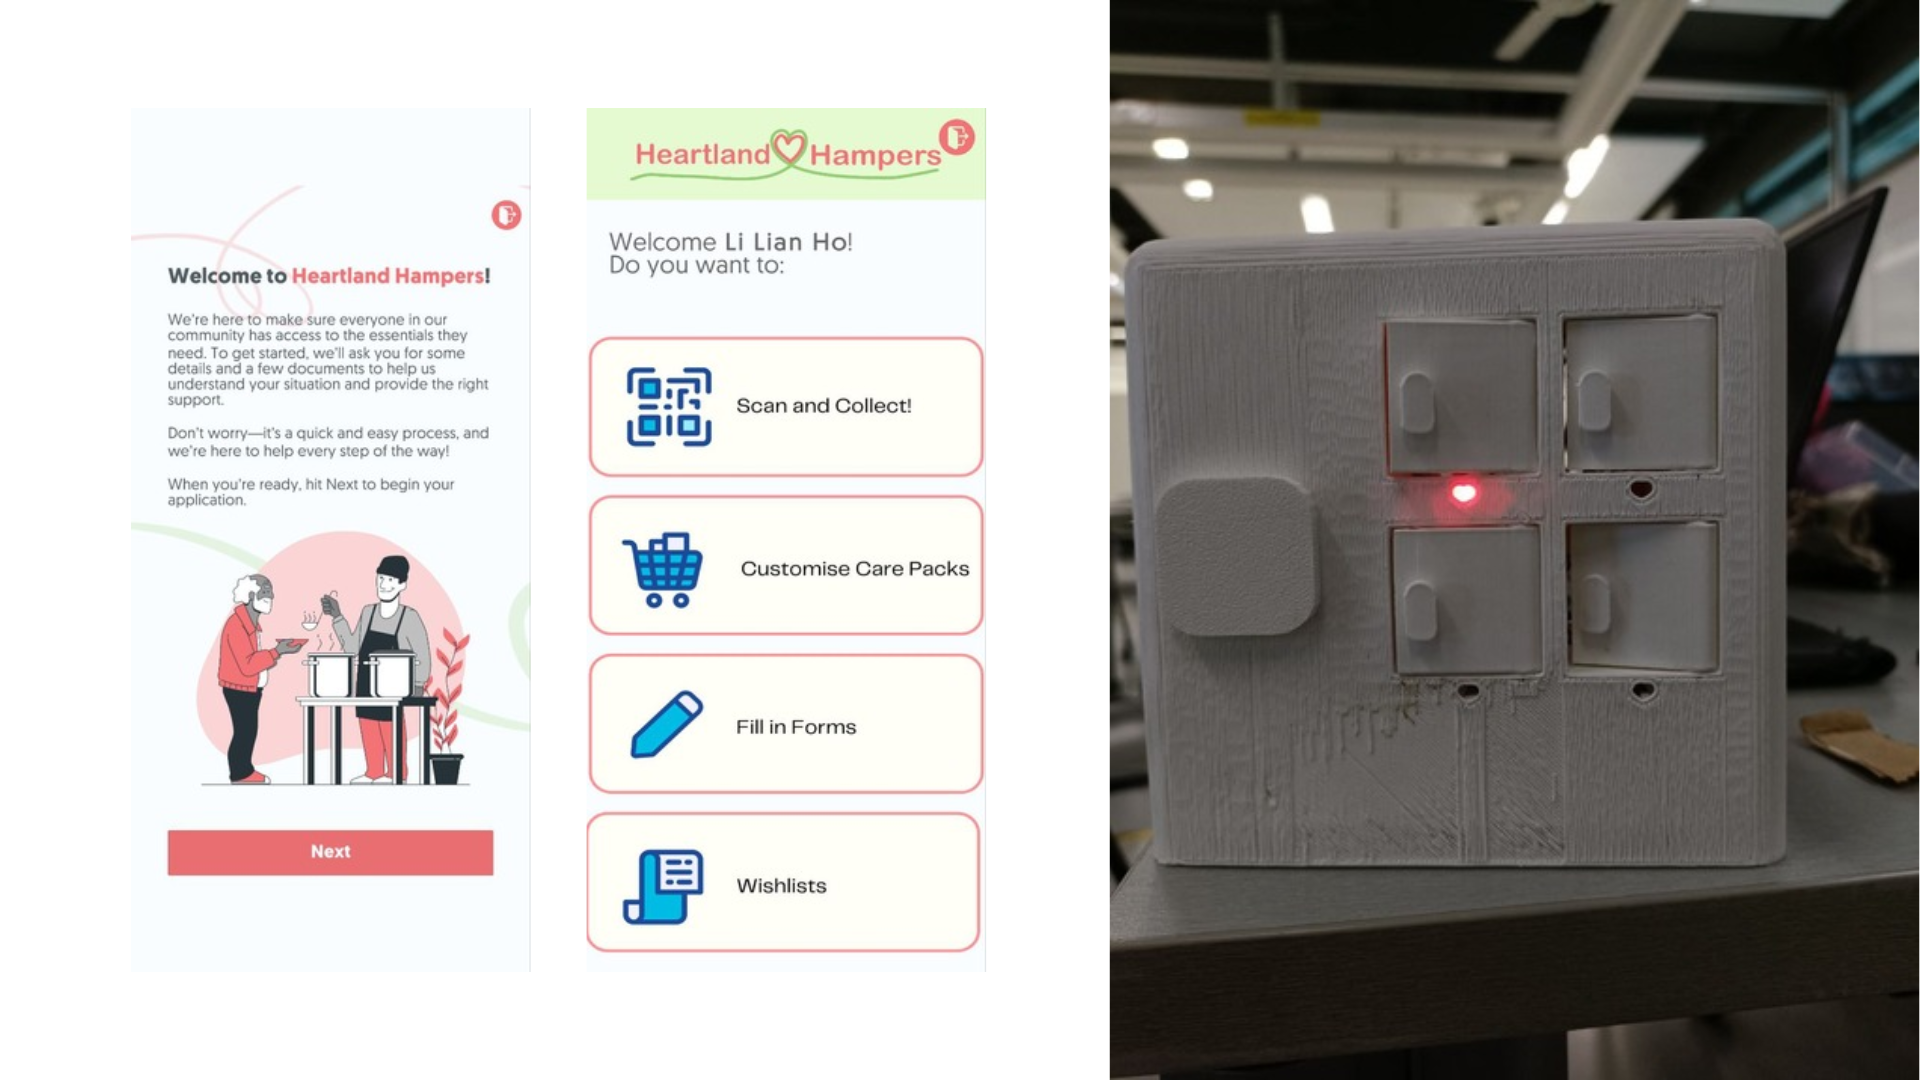 Welcome to Heartland Hampers!
We're here to make sure everyone in our
community has access to the essentials they
need. To get started, we'll ask you for some
details and a few documents to help us
understand your situation and provide the right
support.
Don't worry—it's a quick and easy process, and
we're here to help every step of the way!
When you're ready, hit Next to begin your
application.
Next
Heartland Hampers
Welcome Li Lian Ho!
Do you want to:
Scan and Collect!
Customise Care Packs
Fill in Forms
Wishlists